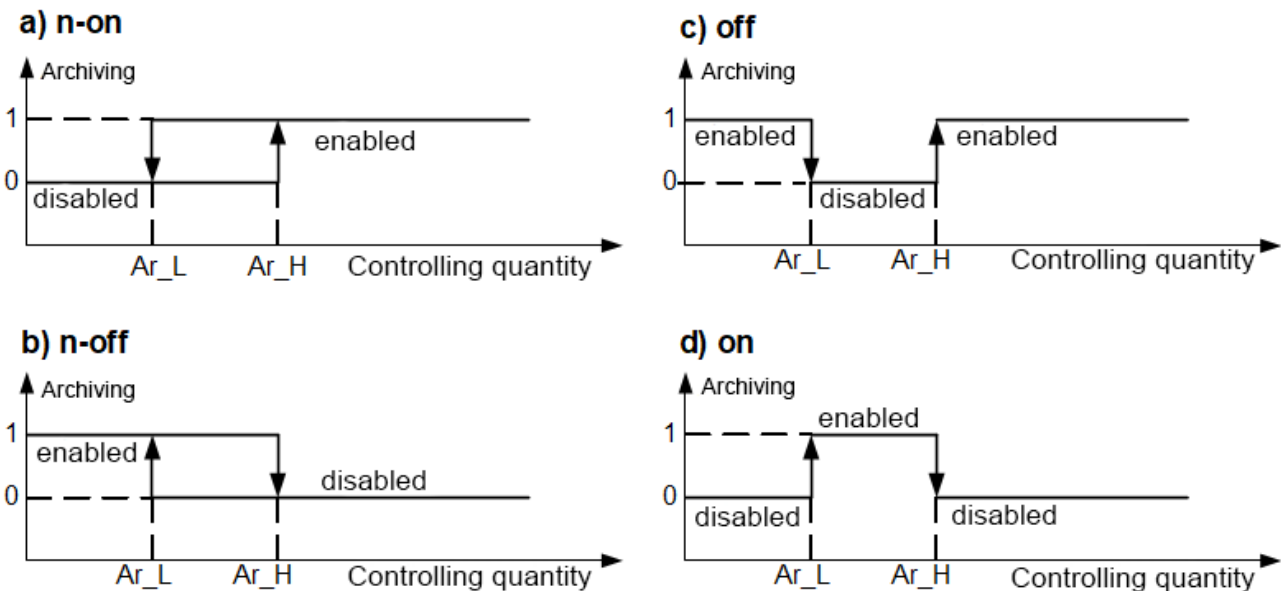 a) n-on
Archiving
1
enabled
0
disabled
Ar_L Ar_H Controlling quantity
c) off
Archiving
1
enabled enabled
0
disabled
Ar_L Ar_H Controlling quantity
b) n-off
Archiving
1
enabled
disabled
0
Ar_L Ar_H Controlling quantity
d) on
Archiving
enabled
1
0
disabled disabled
Ar_L Ar_H Controlling quantity